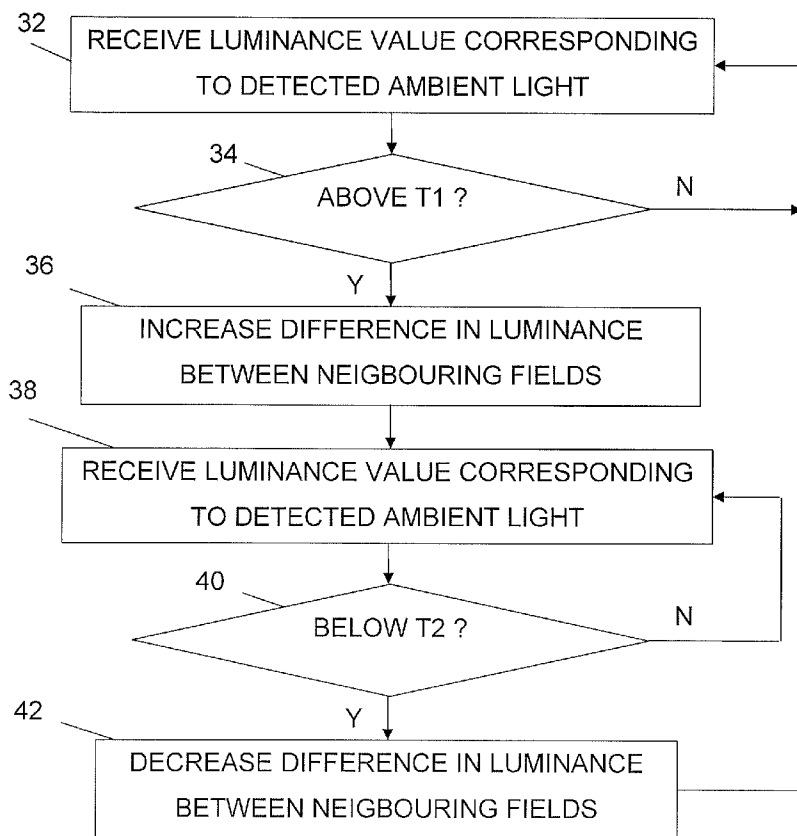 32
RECEIVE LUMINANCE VALUE CORRESPONDING
TO DETECTED AMBIENT LIGHT
34
ABOVE T1 ?
N
Y
36
INCREASE DIFFERENCE IN LUMINANCE
BETWEEN NEIGBOURING FIELDS
38
RECEIVE LUMINANCE VALUE CORRESPONDING
TO DETECTED AMBIENT LIGHT
40
BELOW T2 ?
N
Y
42
DECREASE DIFFERENCE IN LUMINANCE
BETWEEN NEIGBOURING FIELDS